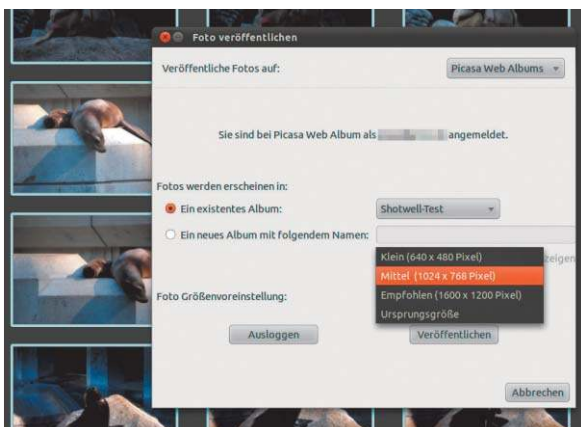 Foto veröffentlichen
Veröffentliche Fotos auf: Picasa Web Albums
Sie sind bei Picasa Web Album als angemeldet.
Fotos werden erscheinen in:
Ein existentes Album: Shotwell-Test
Ein neues Album mit folgendem Namen:
Klein (640 x 480 Pixel)
zeigen
Mittel (1024 x 768 Pixel)
Foto Größenvoreinstellung: Empfohlen (1600 x 1200 Pixel)
Ursprungsgröße
Ausloggen Veröffentlichen
Abbrechen